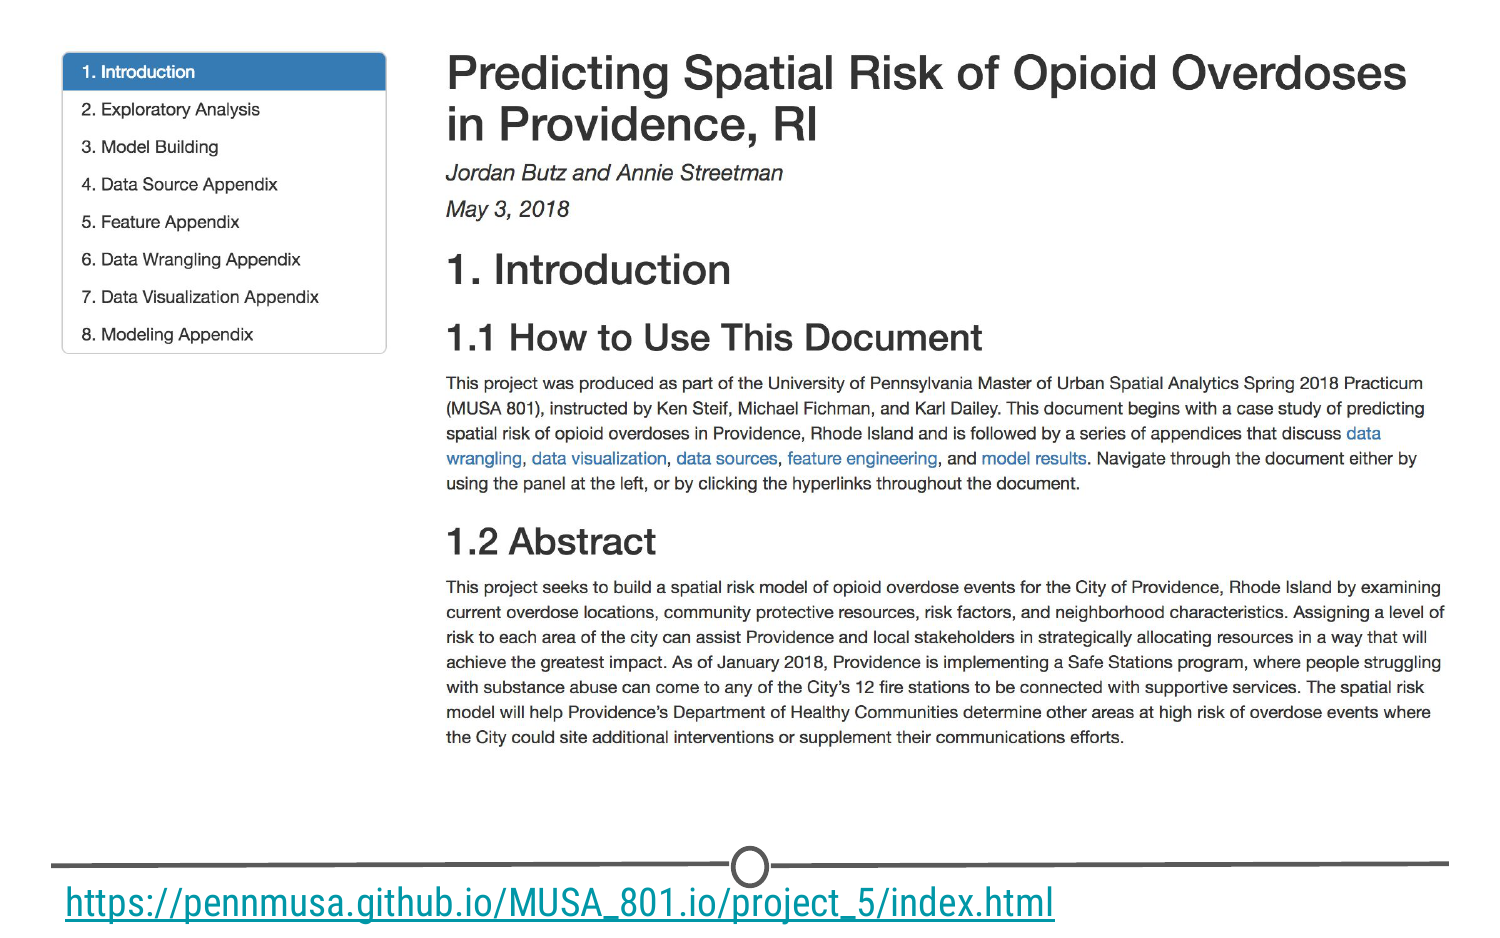 1. Introduction
2. Exploratory Analysis
3. Model Building
4. Data Source Appendix
5. Feature Appendix
6. Data Wrangling Appendix
7. Data Visualization Appendix
8. Modeling Appendix
Predicting Spatial Risk of Opioid Overdoses
in Providence, RI
Jordan Butz and Annie Streetman
May 3, 2018
1. Introduction
1.1 How to Use This Document
This project was produced as part of the University of Pennsylvania Master of Urban Spatial Analytics Spring 2018 Practicum
(MUSA 801), instructed by Ken Steif, Michael Fichman, and Karl Dailey. This document begins with a case study of predicting
spatial risk of opioid overdoses in Providence, Rhode Island and is followed by a series of appendices that discuss data
wrangling, data visualization, data sources, feature engineering, and model results. Navigate through the document either by
using the panel at the left, or by clicking the hyperlinks throughout the document.
1.2 Abstract
This project seeks to build a spatial risk model of opioid overdose events for the City of Providence, Rhode Island by examining
current overdose locations, community protective resources, risk factors, and neighborhood characteristics. Assigning a level of
risk to each area of the city can assist Providence and local stakeholders in strategically allocating resources in a way that will
achieve the greatest impact. As of January 2018, Providence is implementing a Safe Stations program, where people struggling
with substance abuse can come to any of the City's 12 fire stations to be connected with supportive services. The spatial risk
model will help Providence's Department of Healthy Communities determine other areas at high risk of overdose events where
the City could site additional interventions or supplement their communications efforts.
https://pennmusa.github.io/MUSA_801.io/project_5/index.html